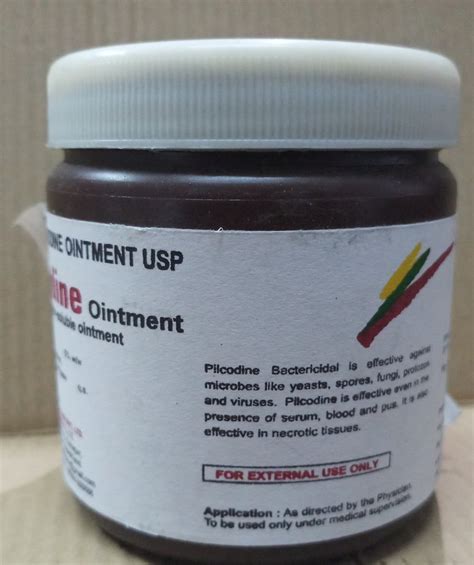 ONE OINTMENT USP
dine Ointment
soluble ointment
w/w
q.s.
LTD.
Pilcodine Bactericidal is effective against
microbes like yeasts, spores, fungi, protozoa
and viruses. Pilcodine is effective even in the
presence of serum, blood and pus. it is also
effective in necrotic tissues.
FOR EXTERNAL USE ONLY
Application : As directed by the Physician.
To be used only under medical supervision.